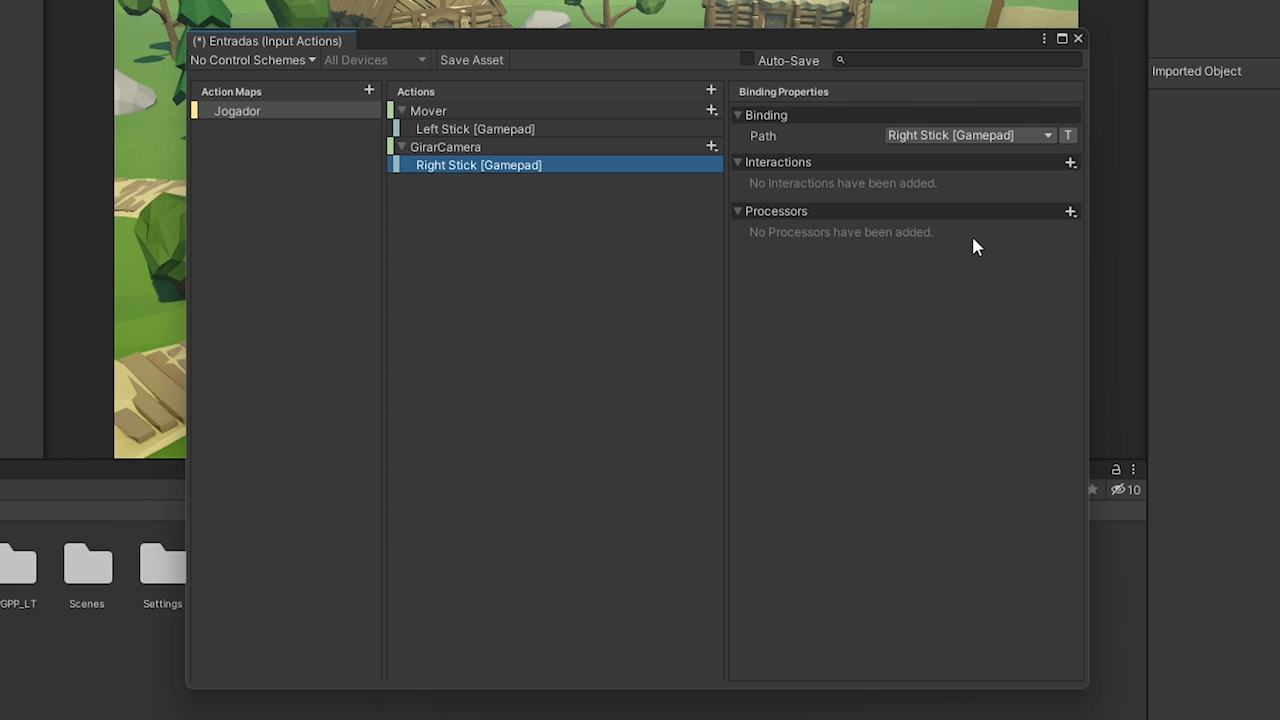 (*) Entradas (Input Actions)
No Control Schemes
All Devices
Save Asset
Auto-Save
Action Maps
Jogador
Actions
Mover
Left Stick [Gamepad]
GirarCamera
Right Stick [Gamepad]
Binding Properties
Binding
Path
Right Stick [Gamepad]
T
Interactions
No Interactions have been added.
Processors
No Processors have been added.
Imported Object
10
GPP_LT
Scenes
Settings